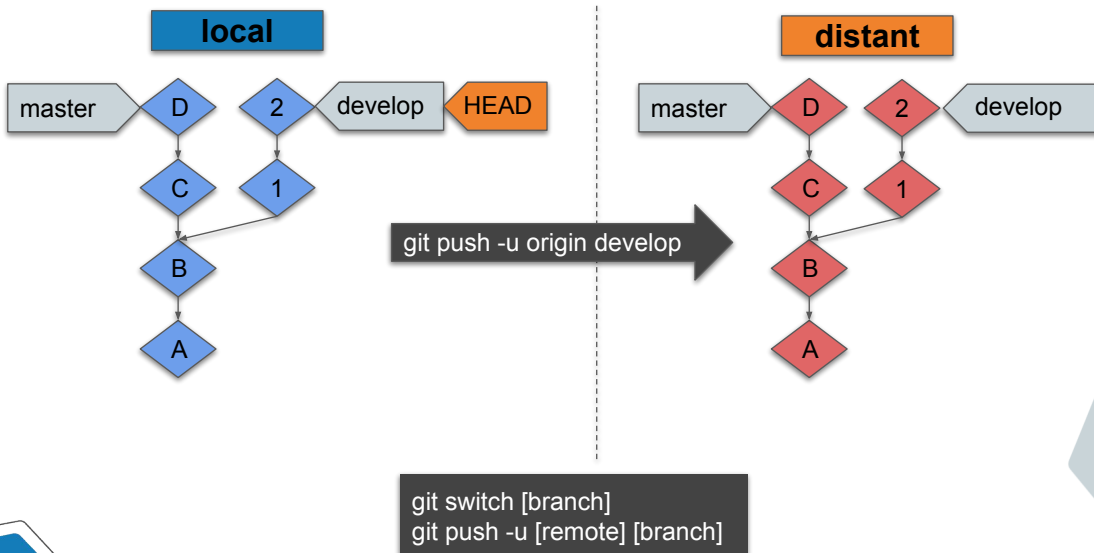 local
distant
master
D
2
develop
HEAD
master
D
2
develop
C
1
C
1
git push -u origin develop
B
B
A
A
git switch [branch]
git push -u [remote] [branch]